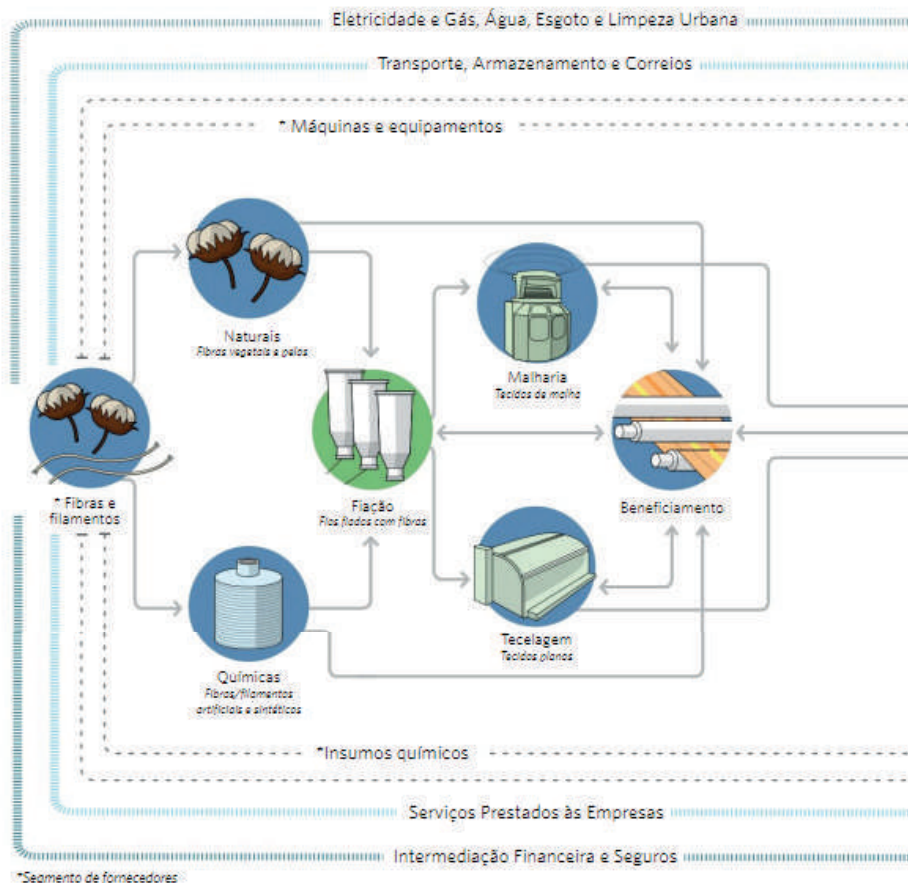 Eletricidade e Gás, Água, Esgoto e Limpeza Urbana
Transporte, Armazenamento e Correios
* Máquinas e equipamentos
Naturais
Fibras vegetais e pelos
Malharia
Tecidos de malha
* Fibras e
filamentos
Fiação
Fios fiados com fibras
Beneficiamento
Tecelagem
Tecidos planos
Químicas
Fibras/filamentos
artificiais e sintéticos
*Insumos químicos
Serviços Prestados às Empresas
Intermediação Financeira e Seguros
*Segmento de fornecedores